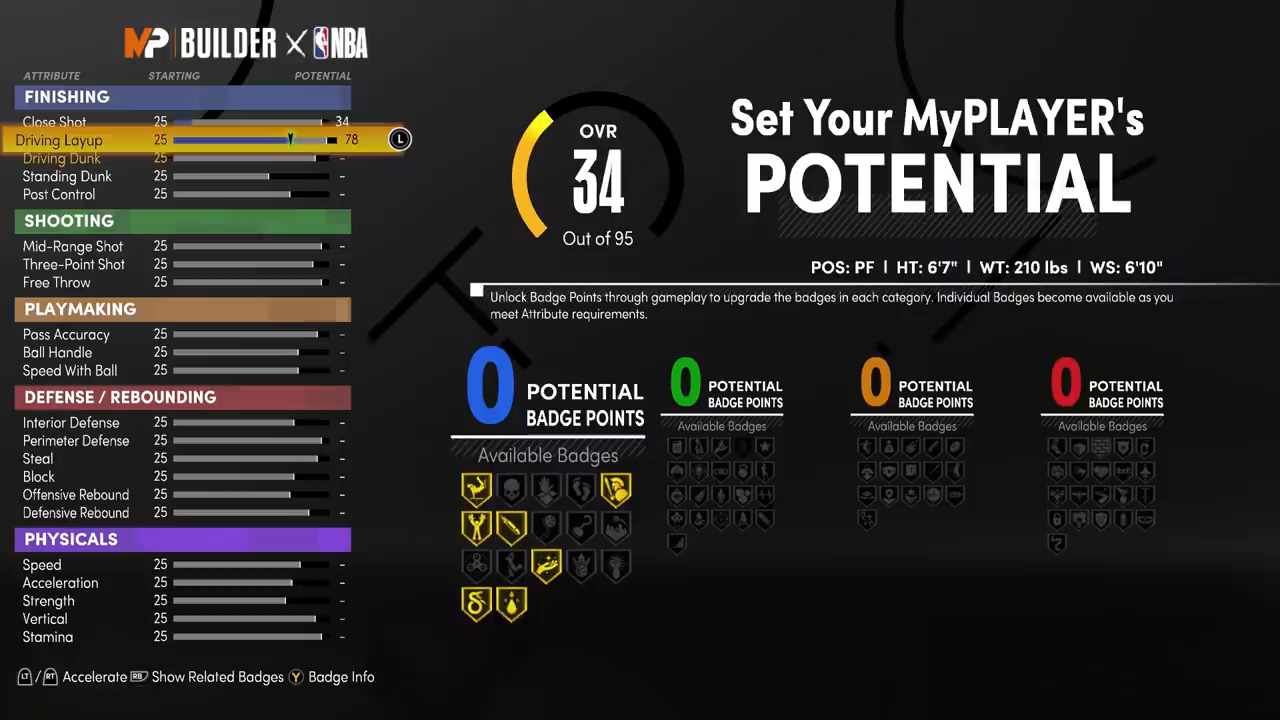 MP | BUILDER X NBA
ATTRIBUTE STARTING POTENTIAL
FINISHING
Close Shot 25 34
Driving Layup 25 78 L
Driving Dunk 25 -
Standing Dunk 25 -
Post Control 25 -
SHOOTING
Mid-Range Shot 25 -
Three-Point Shot 25 -
Free Throw 25 -
PLAYMAKING
Pass Accuracy 25 -
Ball Handle 25 -
Speed With Ball 25 -
DEFENSE / REBOUNDING
Interior Defense 25 -
Perimeter Defense 25 -
Steal 25 -
Block 25 -
Offensive Rebound 25 -
Defensive Rebound 25 -
PHYSICALS
Speed 25 -
Acceleration 25 -
Strength 25 -
Vertical 25 -
Stamina 25 -
LT / RT Accelerate RB Show Related Badges Y Badge Info
OVR
34
Out of 95
Set Your MyPLAYER's
POTENTIAL
POS: PF | HT: 6'7" | WT: 210 lbs | WS: 6'10"
Unlock Badge Points through gameplay to upgrade the badges in each category. Individual Badges become available as you
meet Attribute requirements.
0 POTENTIAL
BADGE POINTS
Available Badges
0 POTENTIAL
BADGE POINTS
Available Badges
0 POTENTIAL
BADGE POINTS
Available Badges
0 POTENTIAL
BADGE POINTS
Available Badges